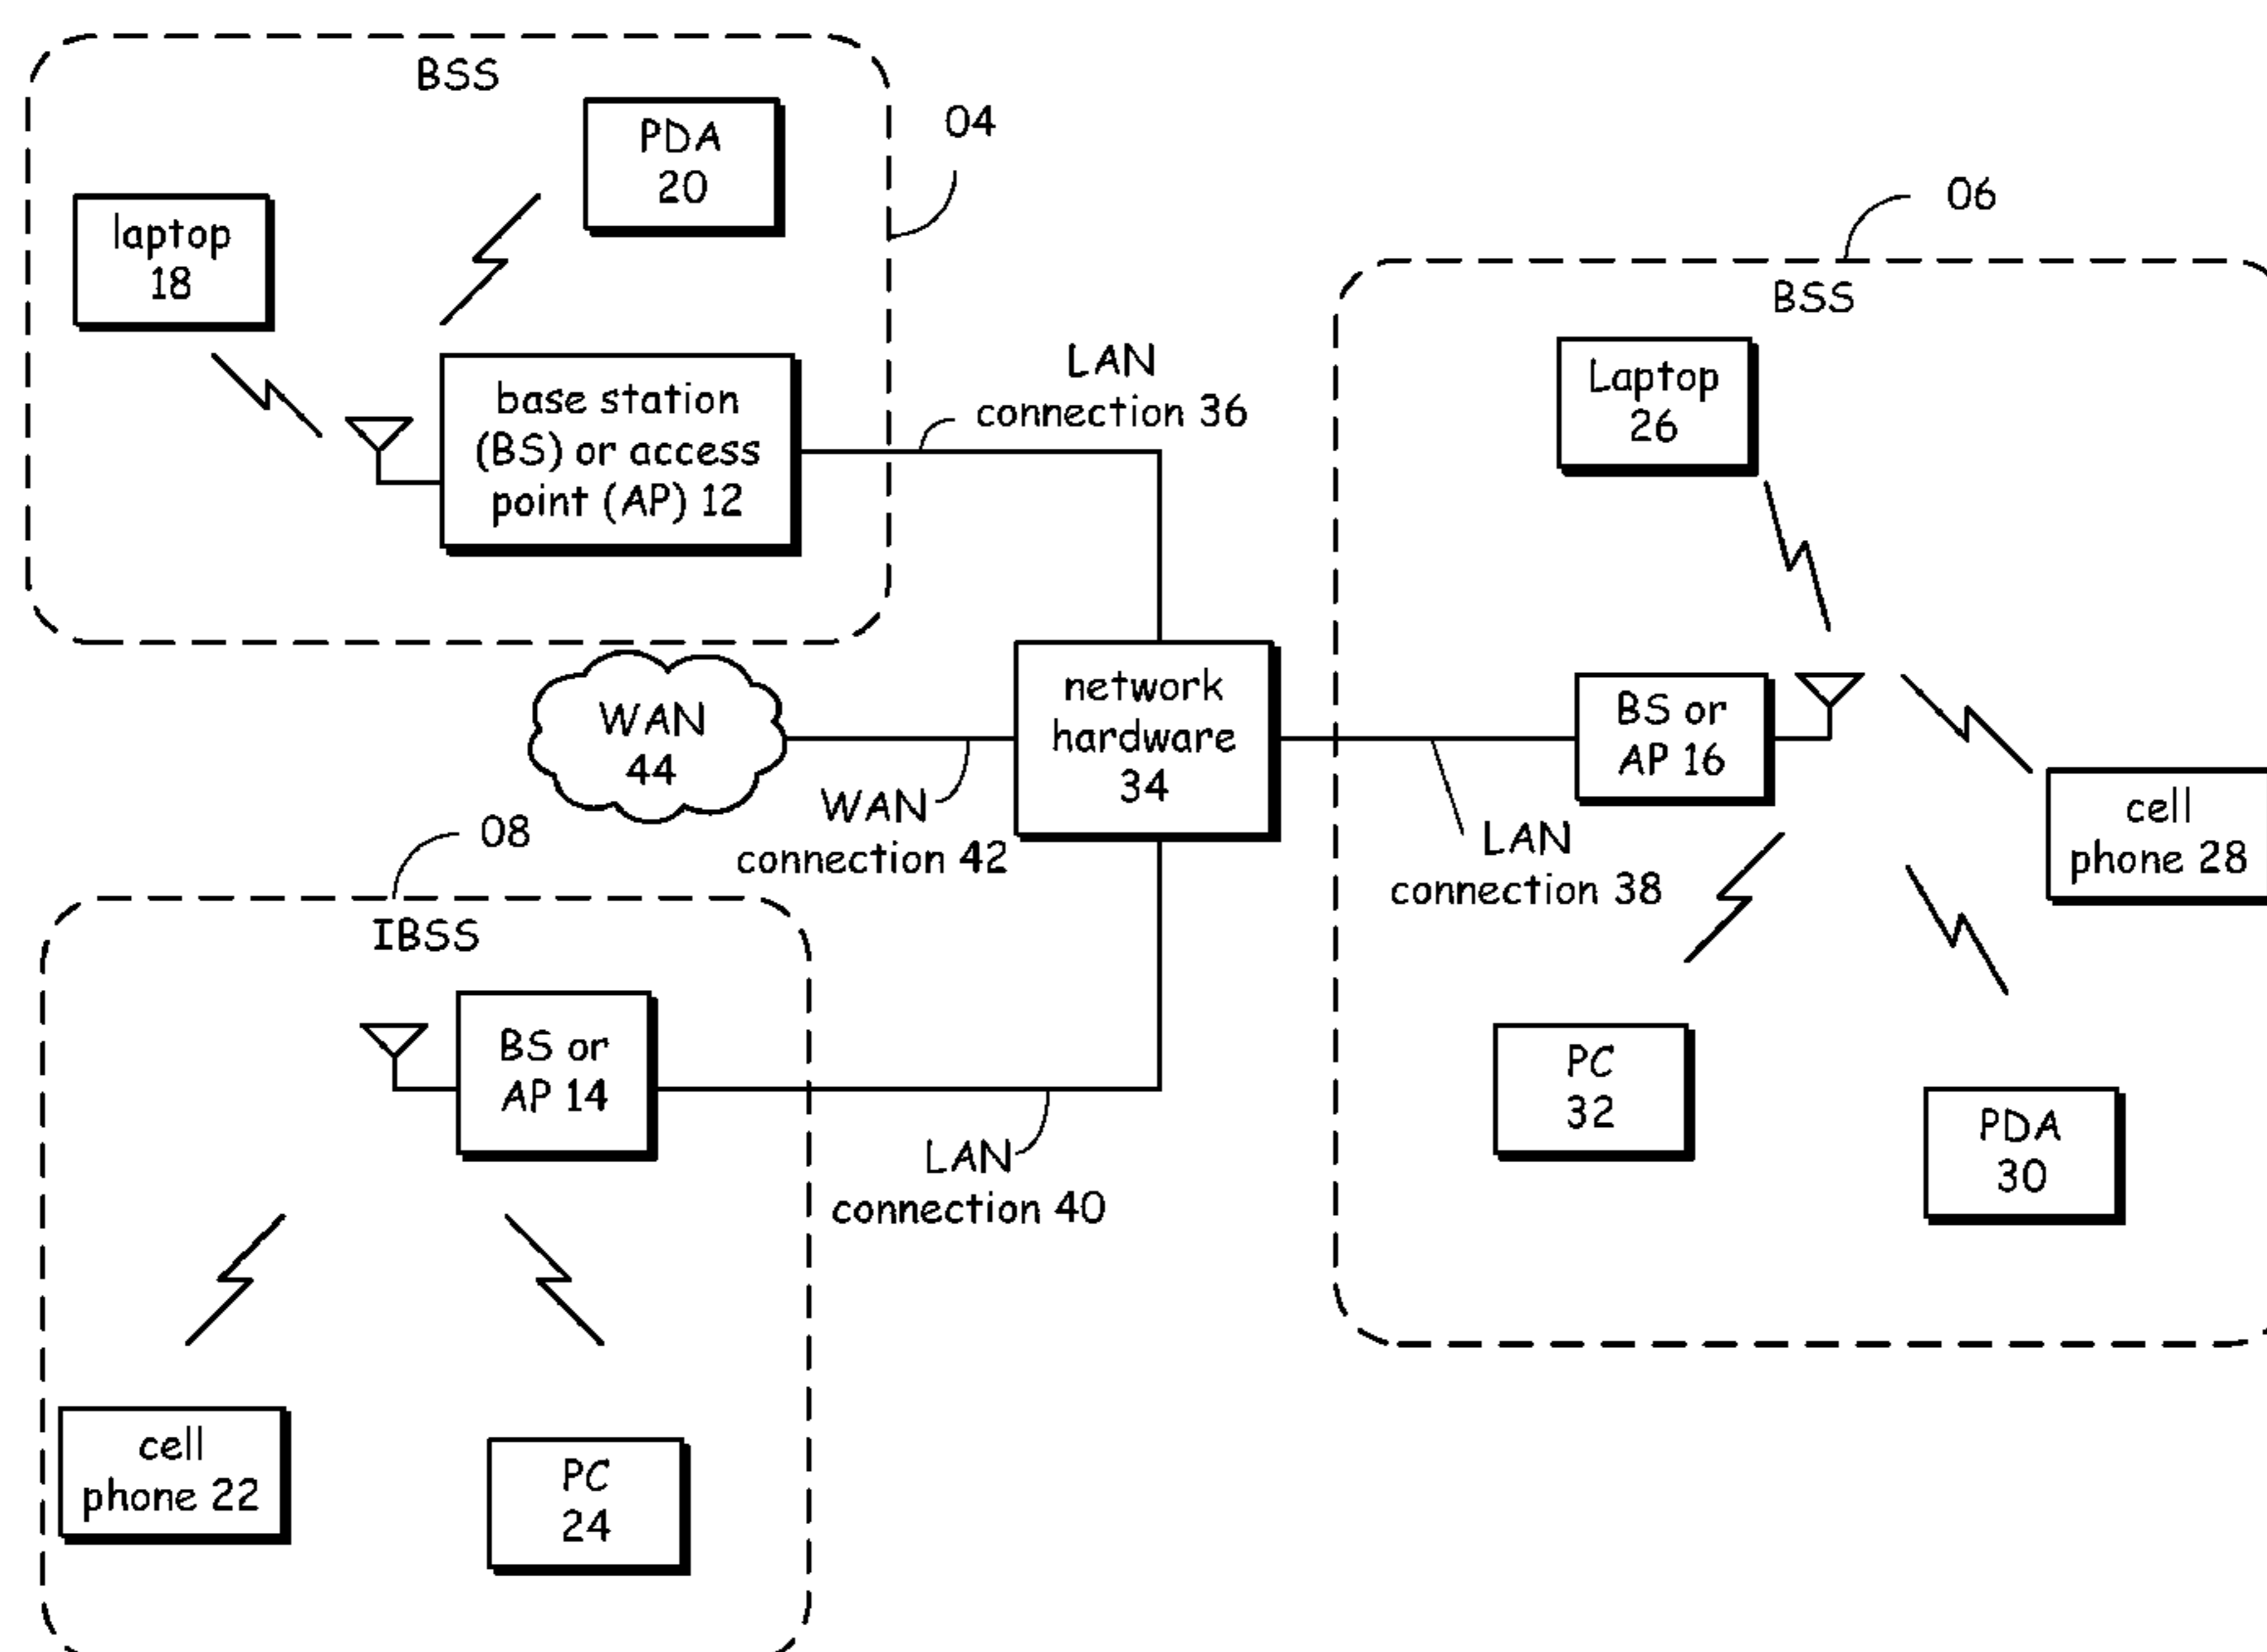 BSS
PDA
20
04
laptop
18
06
BSS
LAN
connection 36
base station
(BS) or access
point (AP) 12
Laptop
26
WAN
44
network
hardware
34
BS or
AP 16
WAN
connection 42
LAN
connection 38
cell
phone 28
08
IBSS
BS or
AP 14
PC
32
PDA
30
LAN
connection 40
cell
phone 22
PC
24